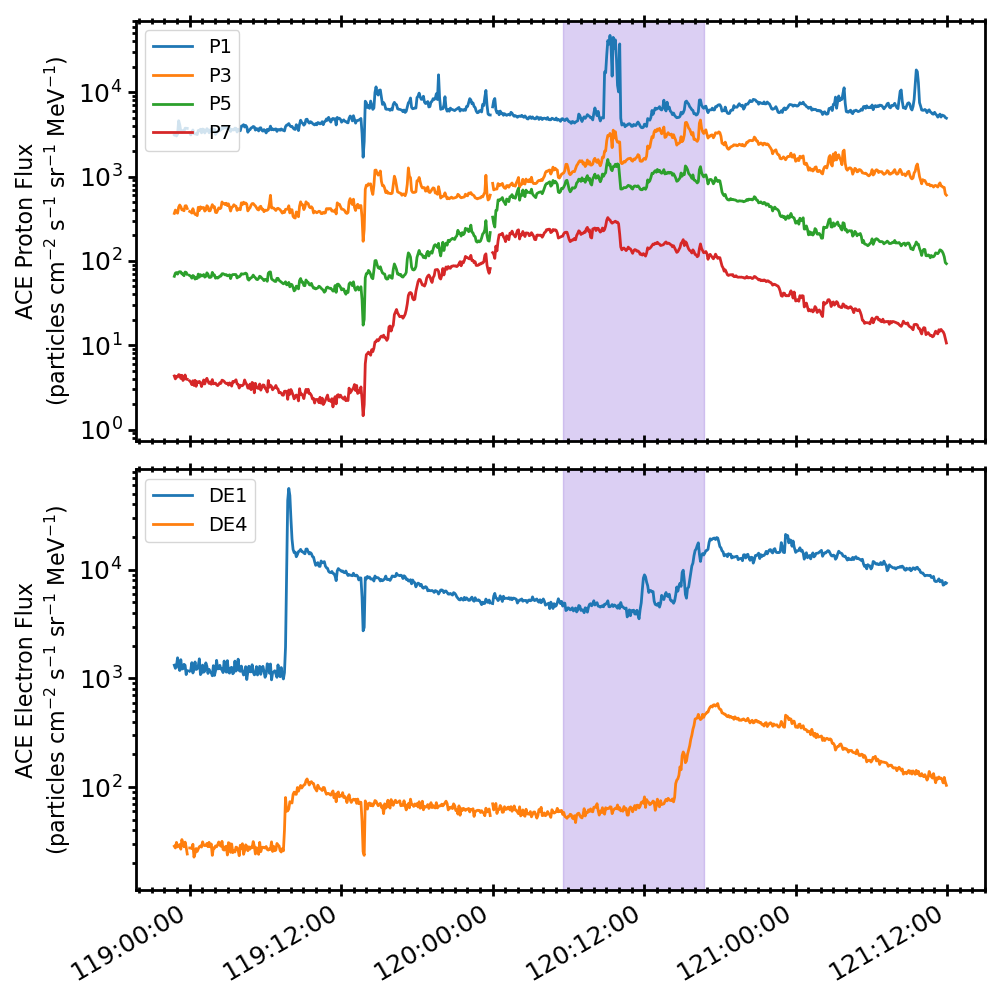 ACE Proton Flux
(particles cm⁻² s⁻¹ sr⁻¹ MeV⁻¹)
10⁴
10³
10²
10¹
10⁰
P1
P3
P5
P7
ACE Electron Flux
(particles cm⁻² s⁻¹ sr⁻¹ MeV⁻¹)
10⁴
10³
10²
DE1
DE4
119:00:00
119:12:00
120:00:00
120:12:00
121:00:00
121:12:00